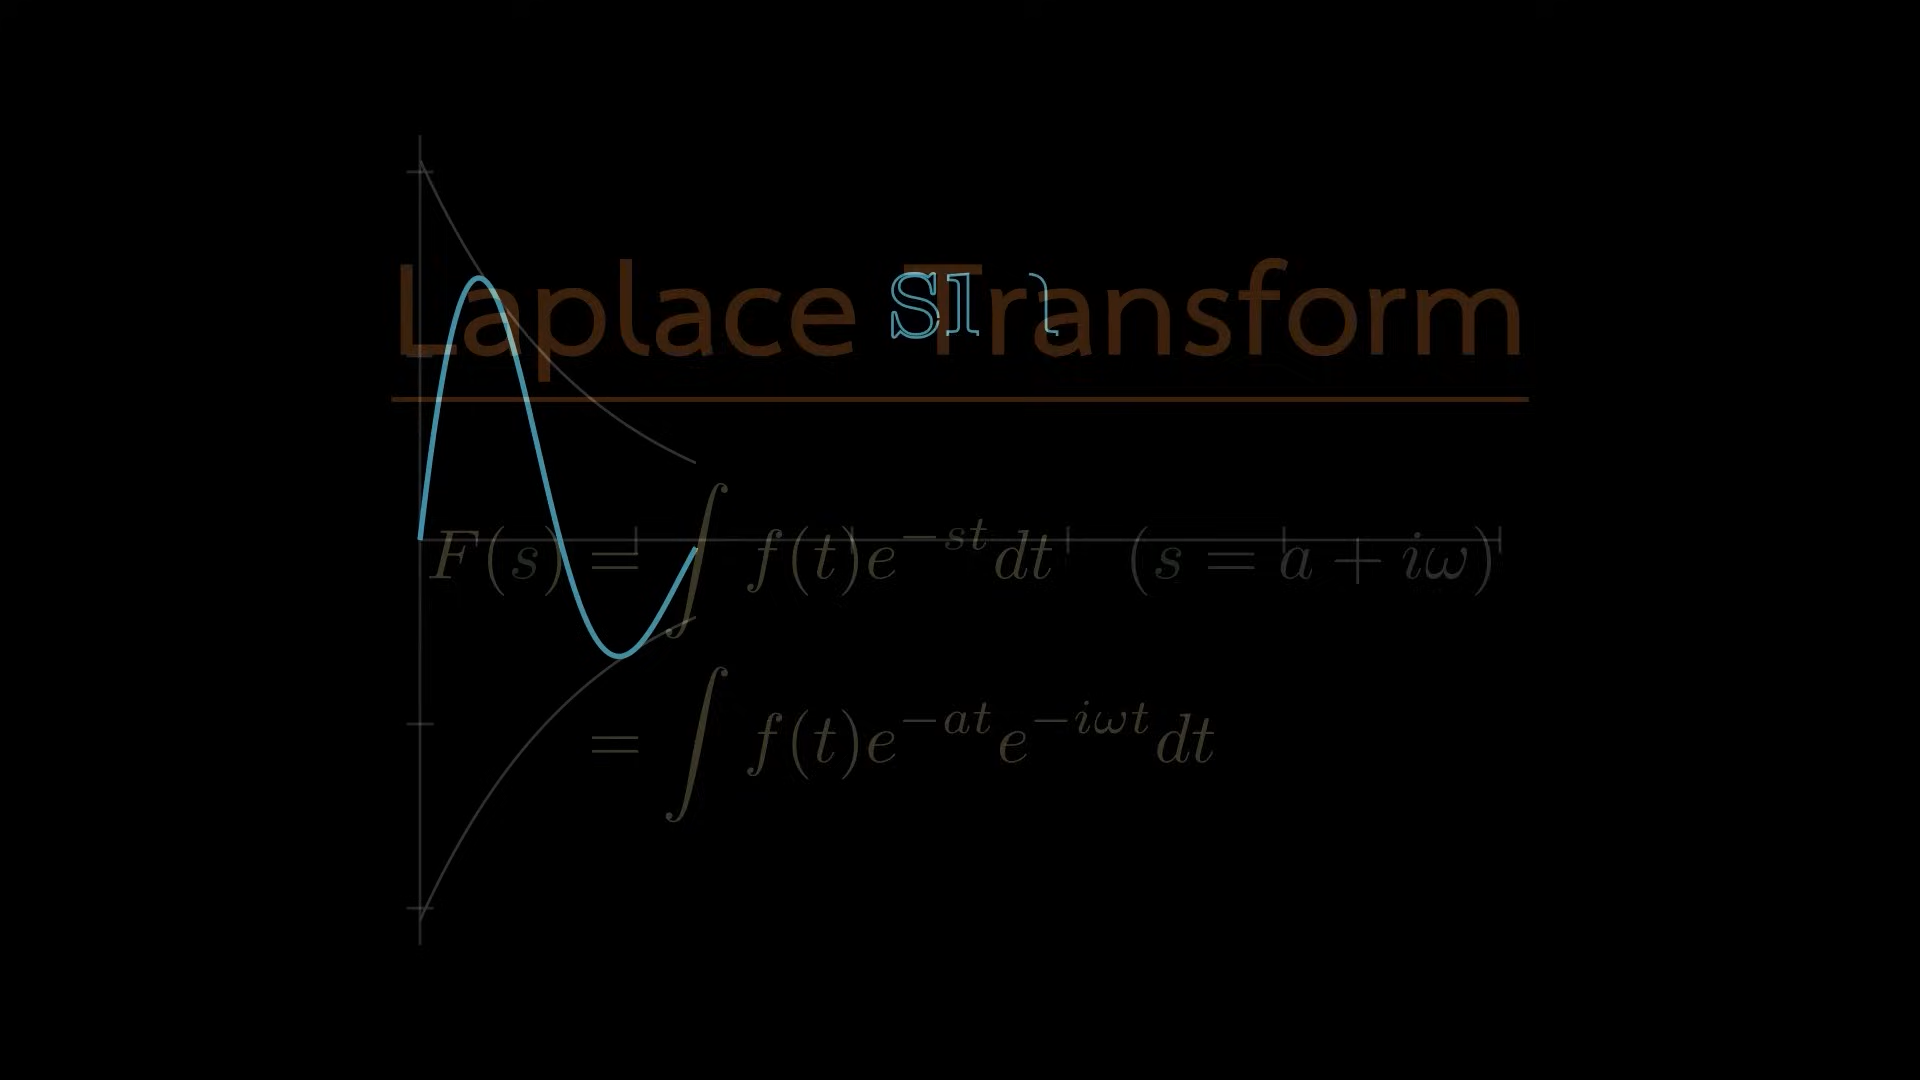 Laplace Transform
F(s) = ∫ f(t)e^{-st}dt (s = a + iω)
= ∫ f(t)e^{-at}e^{-iωt}dt